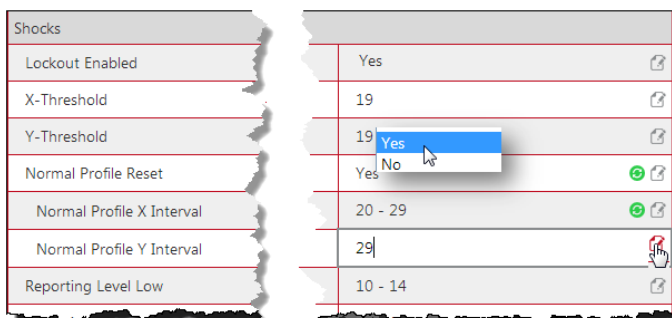 Shocks
Lockout Enabled Yes
X-Threshold 19
Y-Threshold 19
Yes
No
Normal Profile Reset Yes
Normal Profile X Interval 20 - 29
Normal Profile Y Interval 29
Reporting Level Low 10 - 14